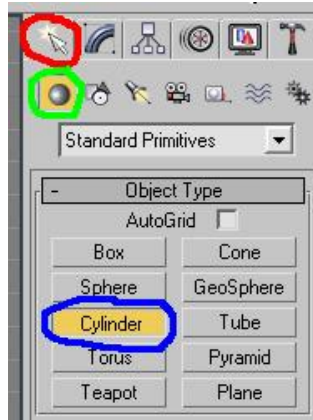 Standard Primitives
- Object Type
AutoGrid
Box Cone
Sphere GeoSphere
Cylinder Tube
Torus Pyramid
Teapot Plane